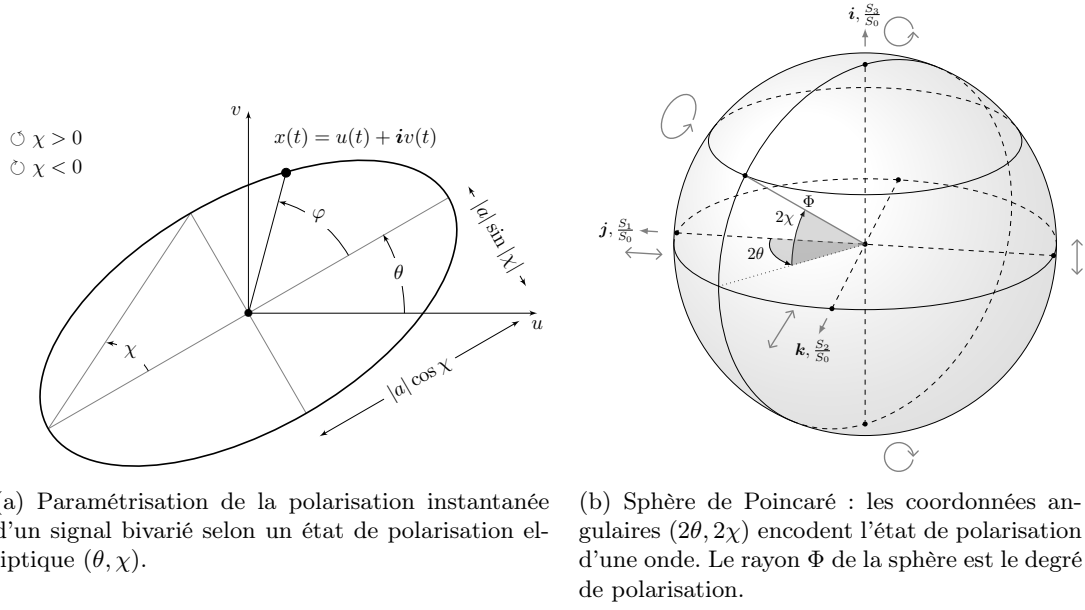 ↺ χ > 0
↻ χ < 0
v
x(t) = u(t) + iv(t)
φ
θ
χ
u
|a| sin |χ|
|a| cos χ
(a) Paramétrisation de la polarisation instantanée
d'un signal bivarié selon un état de polarisation el-
liptique (θ, χ).
i, S₃/S₀
Φ
2χ
2θ
j, S₁/S₀
k, S₂/S₀
(b) Sphère de Poincaré : les coordonnées an-
gulaires (2θ, 2χ) encodent l'état de polarisation
d'une onde. Le rayon Φ de la sphère est le degré
de polarisation.